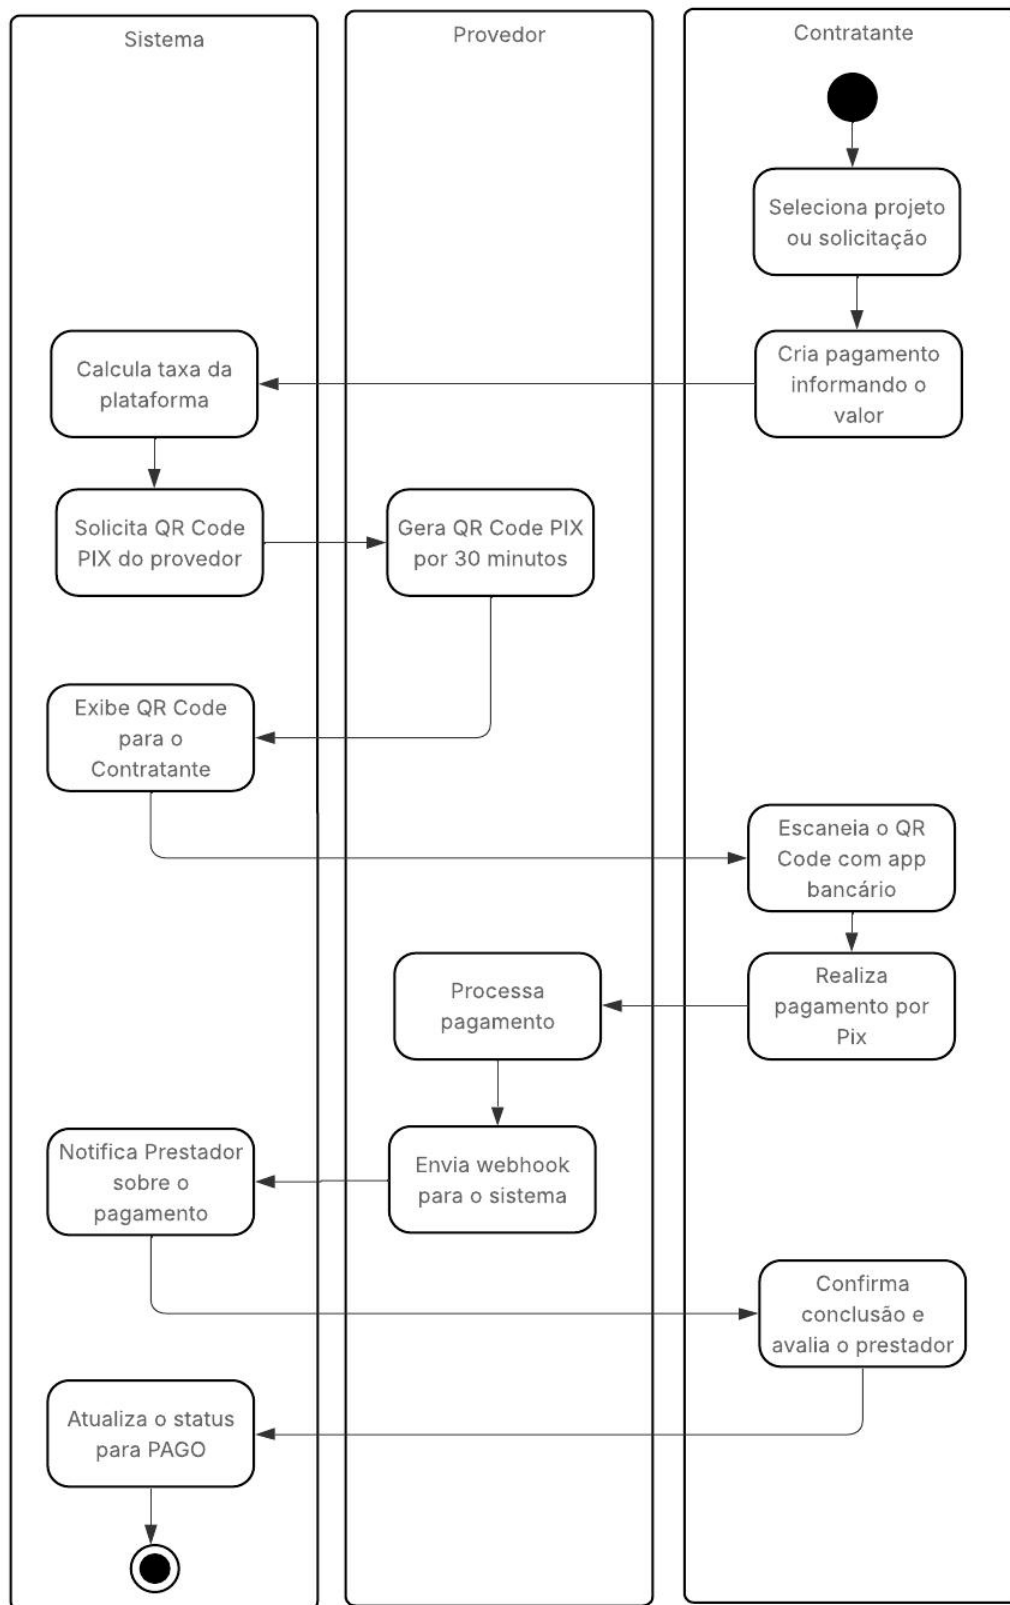 Sistema
Provedor
Contratante
Seleciona projeto
ou solicitação
Cria pagamento
informando o
valor
Calcula taxa da
plataforma
Solicita QR Code
PIX do provedor
Gera QR Code PIX
por 30 minutos
Exibe QR Code
para o
Contratante
Escaneia o QR
Code com app
bancário
Realiza
pagamento por
Pix
Processa
pagamento
Envia webhook
para o sistema
Notifica Prestador
sobre o
pagamento
Confirma
conclusão e
avalia o prestador
Atualiza o status
para PAGO